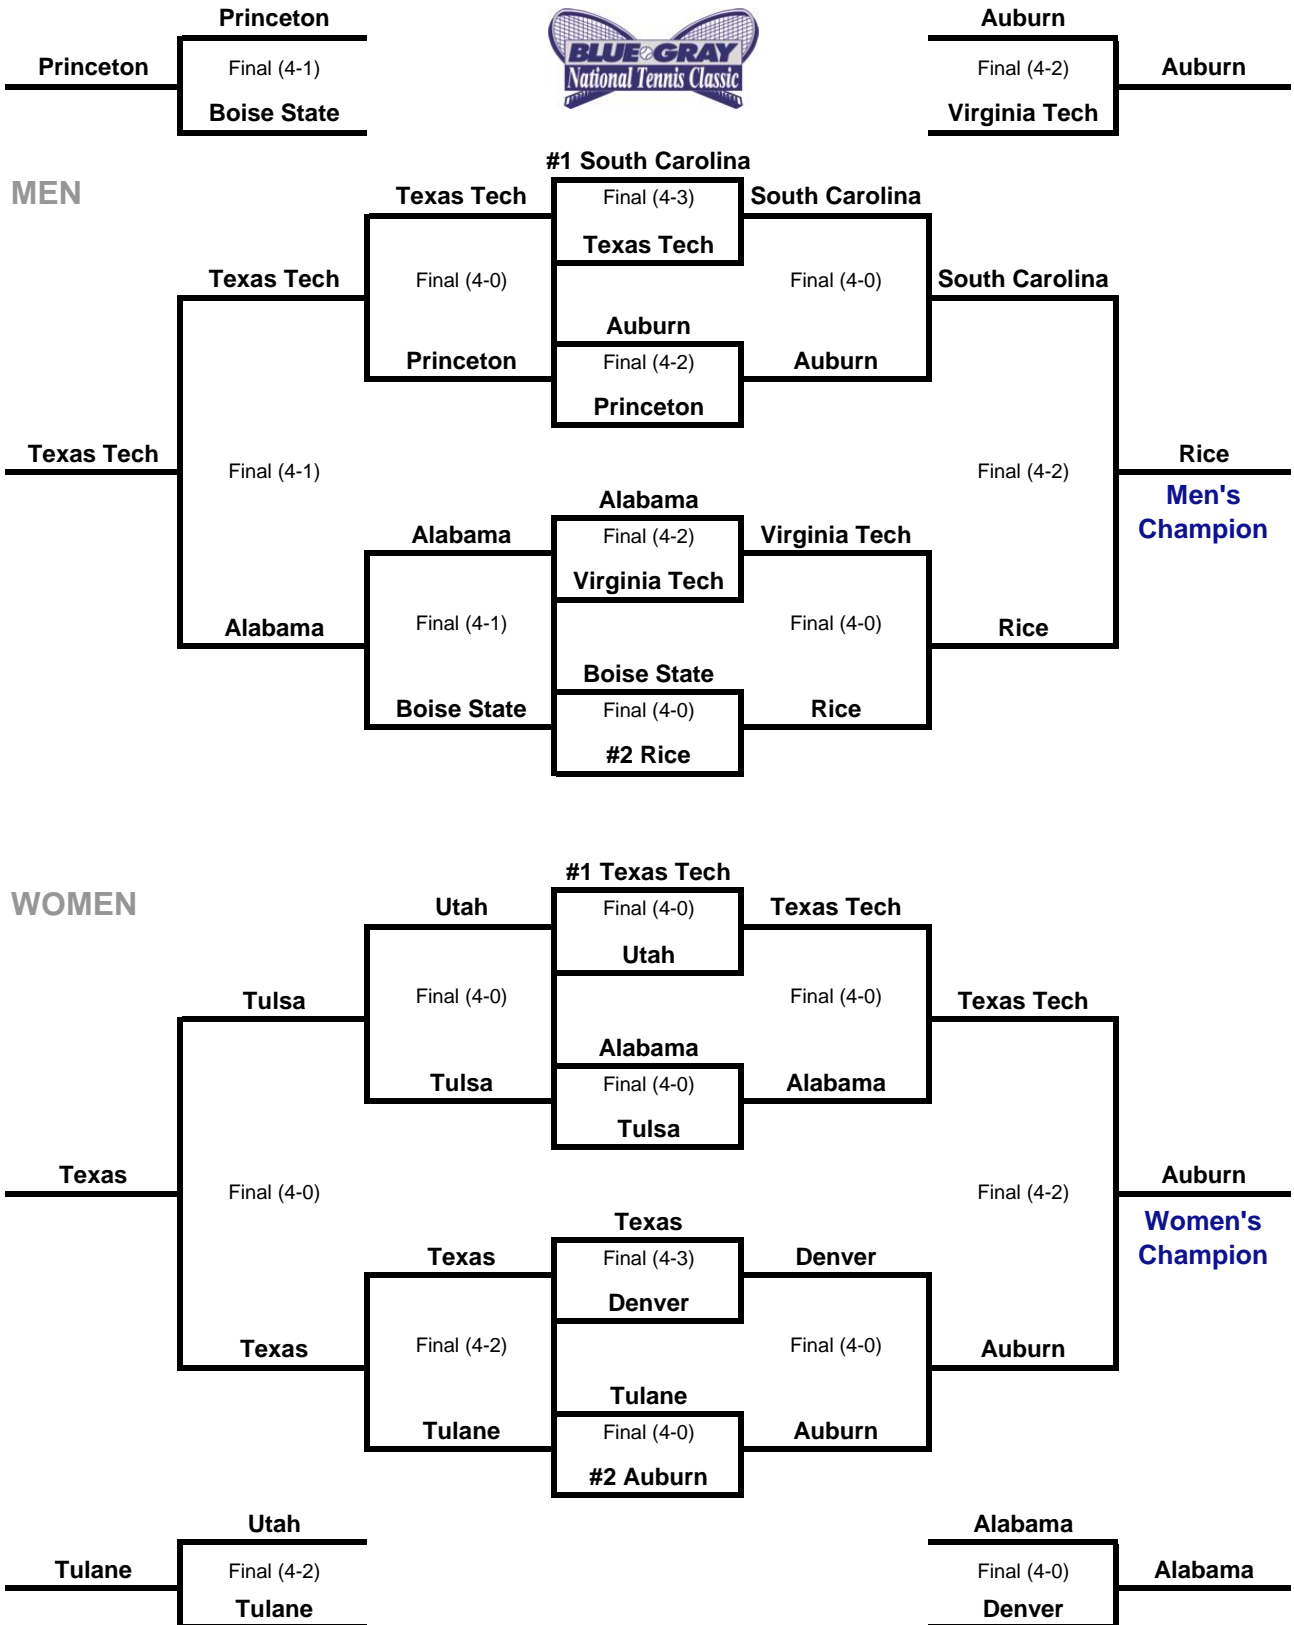 Princeton
Auburn
BLUE GRAY
Princeton
Final (4-1)
Final (4-2)
Auburn
National Tennis Classic
Boise State
Virginia Tech
#1 South Carolina
MEN
Texas Tech
Final (4-3)
South Carolina
Texas Tech
Texas Tech
Final (4-0)
Final (4-0)
South Carolina
Auburn
Princeton
Final (4-2)
Auburn
Princeton
Texas Tech
Final (4-1)
Final (4-2)
Rice
Men's
Champion
Alabama
Alabama
Final (4-2)
Virginia Tech
Virginia Tech
Alabama
Final (4-1)
Final (4-0)
Rice
Boise State
Boise State
Final (4-0)
Rice
#2 Rice
#1 Texas Tech
WOMEN
Utah
Final (4-0)
Texas Tech
Utah
Tulsa
Final (4-0)
Final (4-0)
Texas Tech
Alabama
Tulsa
Final (4-0)
Alabama
Tulsa
Texas
Final (4-0)
Final (4-2)
Auburn
Women's
Champion
Texas
Texas
Final (4-3)
Denver
Denver
Texas
Final (4-2)
Final (4-0)
Auburn
Tulane
Tulane
Final (4-0)
Auburn
#2 Auburn
Utah
Alabama
Tulane
Final (4-2)
Final (4-0)
Alabama
Tulane
Denver